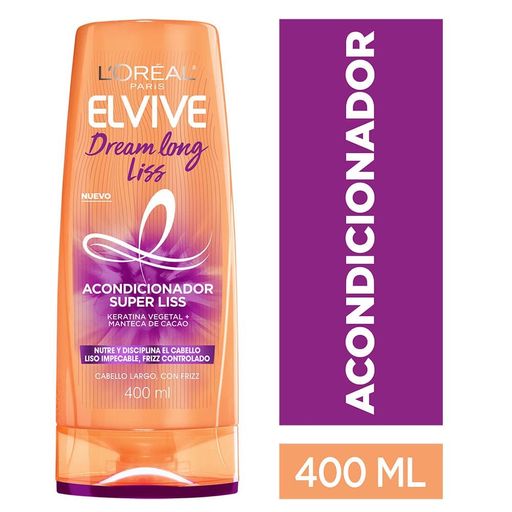 L'ORÉAL
PARIS
ELVIVE
Dream long
Liss
NUEVO
ACONDICIONADOR
SUPER LISS
KERATINA VEGETAL +
MANTECA DE CACAO
NUTRE Y DISCIPLINA EL CABELLO
LISO IMPECABLE, FRIZZ CONTROLADO
CABELLO LARGO, CON FRIZZ
400 ml
ACONDICIONADOR
400 ML